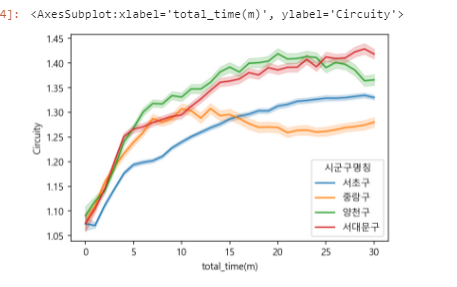 4]: <AxesSubplot:xlabel='total_time(m)', ylabel='Circuity'>
1.45
1.40
1.35
1.30
1.25
1.20
1.15
1.10
1.05
Circuity
시군구명칭
서초구
중랑구
양천구
서대문구
0 5 10 15 20 25 30
total_time(m)